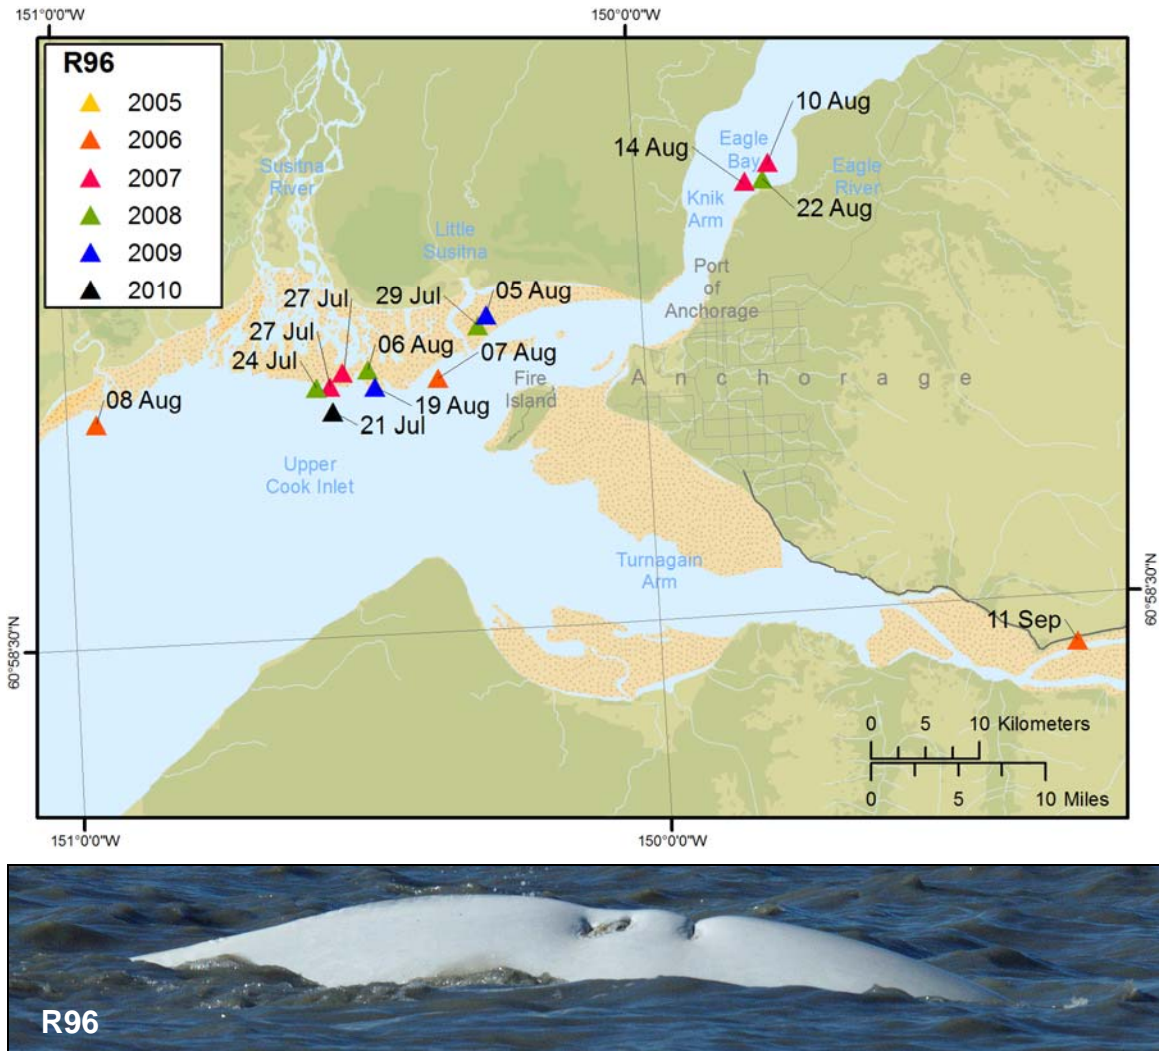 151°0'0"W
150°0'0"W
R96
2005
2006
2007
2008
2009
2010
10 Aug
14 Aug
Eagle
Bay
Eagle
River
22 Aug
Knik
Arm
Susitna
River
Little
Susitna
Port
of
Anchorage
27 Jul
29 Jul
05 Aug
27 Jul
06 Aug
24 Jul
07 Aug
Fire
Island
Anchorage
08 Aug
19 Aug
21 Jul
Upper
Cook Inlet
Turnagain
Arm
60°58'30"N
60°58'30"N
11 Sep
0 5 10 Kilometers
0 5 10 Miles
151°0'0"W
150°0'0"W
R96